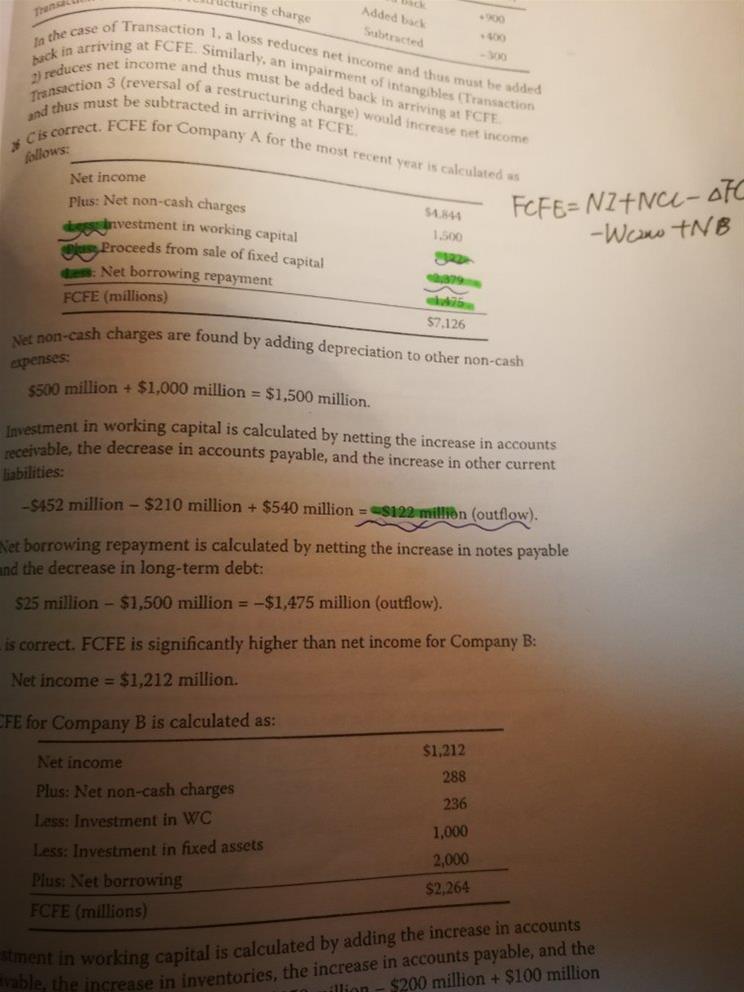 restructuring charge Added back +900
Subtracted +400
-300
In the case of Transaction 1, a loss reduces net income and thus must be added
back in arriving at FCFE. Similarly, an impairment of intangibles (Transaction
2) reduces net income and thus must be added back in arriving at FCFE.
Transaction 3 (reversal of a restructuring charge) would increase net income
and thus must be subtracted in arriving at FCFE.
C is correct. FCFE for Company A for the most recent year is calculated as
follows:
Net income $4,844
Plus: Net non-cash charges 1,500
Less: Investment in working capital 122
Plus: Proceeds from sale of fixed capital 2,379
Less: Net borrowing repayment 1,475
FCFE (millions) $7,126
FCFE = NI + NCC - ΔFC
- WCInv + NB
Net non-cash charges are found by adding depreciation to other non-cash
expenses:
$500 million + $1,000 million = $1,500 million.
Investment in working capital is calculated by netting the increase in accounts
receivable, the decrease in accounts payable, and the increase in other current
liabilities:
-$452 million – $210 million + $540 million = –$122 million (outflow).
Net borrowing repayment is calculated by netting the increase in notes payable
and the decrease in long-term debt:
$25 million – $1,500 million = –$1,475 million (outflow).
is correct. FCFE is significantly higher than net income for Company B:
Net income = $1,212 million.
CFE for Company B is calculated as:
Net income $1,212
Plus: Net non-cash charges 288
Less: Investment in WC 236
Less: Investment in fixed assets 1,000
Plus: Net borrowing 2,000
FCFE (millions) $2,264
stment in working capital is calculated by adding the increase in accounts
ivable, the increase in inventories, the increase in accounts payable, and the
illion – $200 million + $100 million